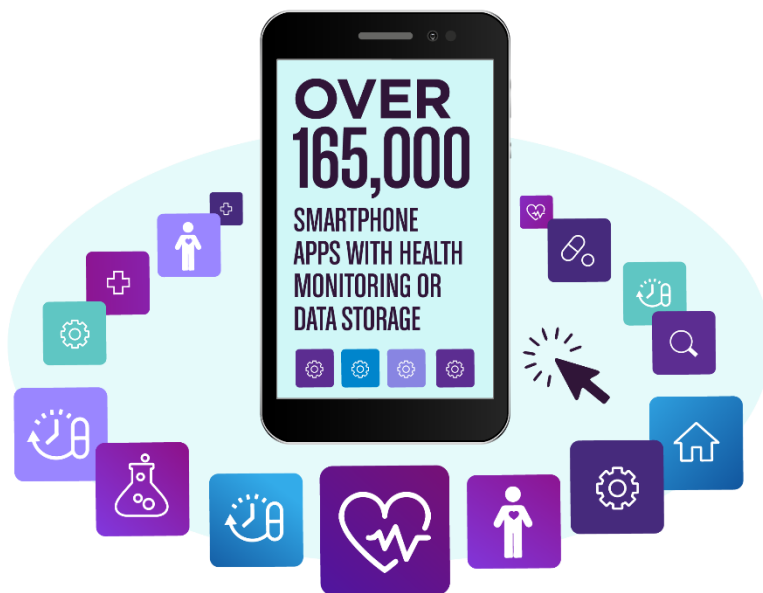 OVER
165,000
SMARTPHONE
APPS WITH HEALTH
MONITORING OR
DATA STORAGE